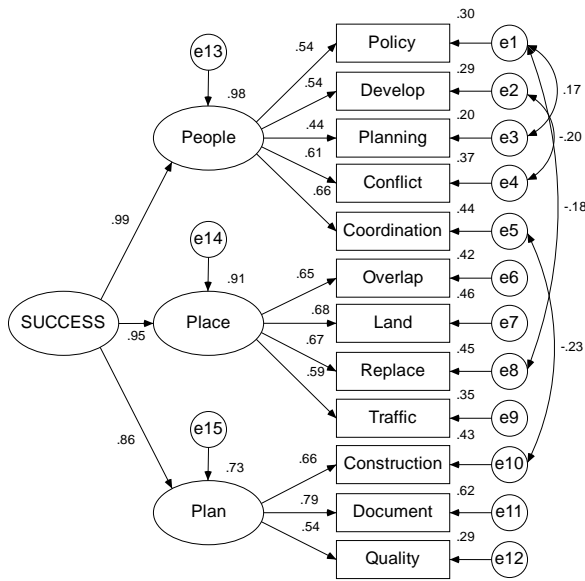 .30
e13
Policy
e1
.54
.29
.54
Develop
e2
.17
.98
.20
People
.44
Planning
e3
-.20
.61
.37
Conflict
e4
.66
.44
-.18
.99
Coordination
e5
e14
.42
.65
Overlap
e6
.91
.46
.68
SUCCESS
Place
Land
e7
.95
.67
.45
-.23
.59
Replace
e8
.35
Traffic
e9
e15
.43
.86
.66
Construction
e10
.73
.62
.79
Plan
Document
e11
.54
.29
Quality
e12